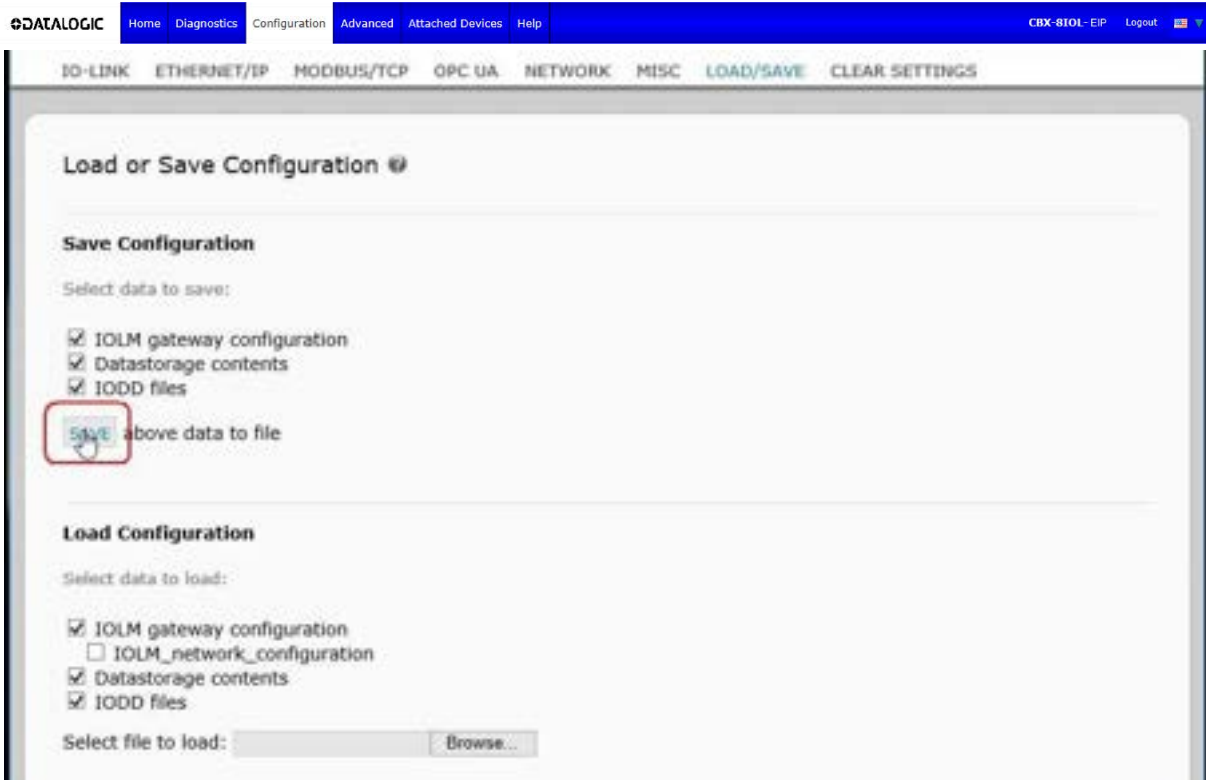 DATALOGIC Home Diagnostics Configuration Advanced Attached Devices Help CBX-8IOL-EIP Logout
IO-LINK ETHERNET/IP MODBUS/TCP OPC UA NETWORK MISC LOAD/SAVE CLEAR SETTINGS
Load or Save Configuration
Save Configuration
Select data to save:
IOLM gateway configuration
Datastorage contents
IODD files
SAVE above data to file
Load Configuration
Select data to load:
IOLM gateway configuration
IOLM_network_configuration
Datastorage contents
IODD files
Select file to load: Browse...